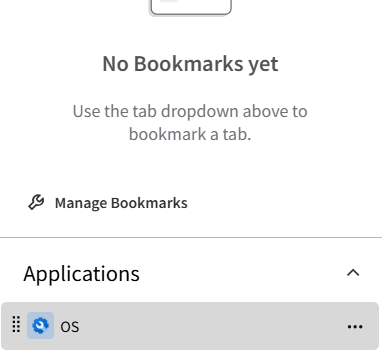 No Bookmarks yet
Use the tab dropdown above to
bookmark a tab.
Manage Bookmarks
Applications
os